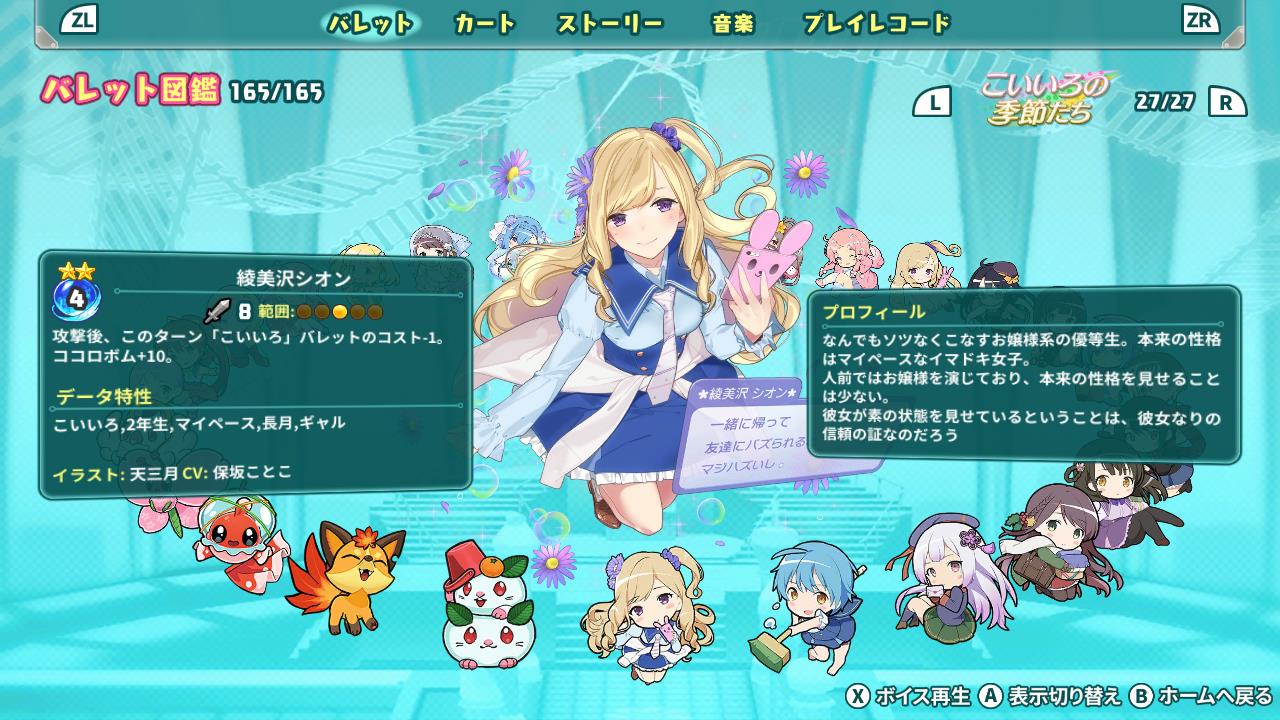 ZL
バレット
カート
ストーリー
音楽
プレイレコード
ZR
バレット図鑑 165/165
L
こいいろの
季節たち
27/27
R
4
綾美沢シオン
8 範囲:
攻撃後、このターン「こいいろ」バレットのコスト-1。
ココロボム+10。
データ特性
こいいろ,2年生,マイペース,長月,ギャル
イラスト: 天三月 CV: 保坂ことこ
★綾美沢 シオン★
一緒に帰って
友達にバズられる
マジハズいし。
プロフィール
なんでもソツなくこなすお嬢様系の優等生。本来の性格
はマイペースなイマドキ女子。
人前ではお嬢様を演じており、本来の性格を見せること
は少ない。
彼女が素の状態を見せているということは、彼女なりの
信頼の証なのだろう
X ボイス再生 A 表示切り替え B ホームへ戻る